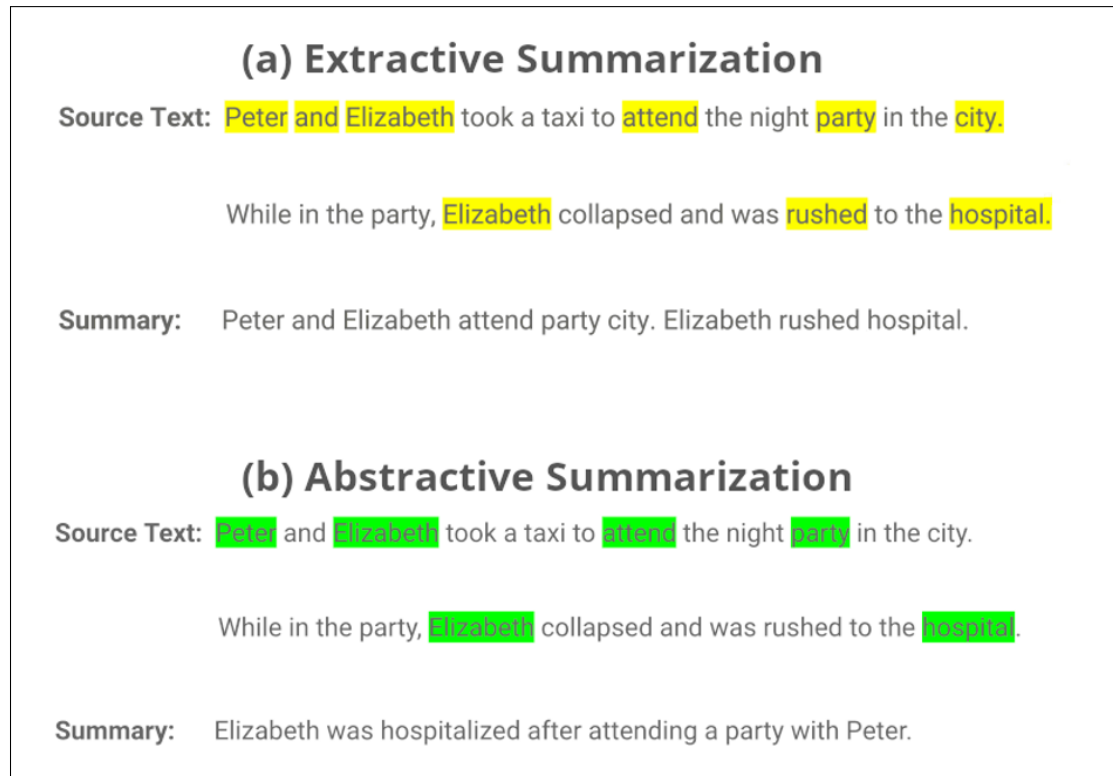 (a) Extractive Summarization
Source Text: Peter and Elizabeth took a taxi to attend the night party in the city.
While in the party, Elizabeth collapsed and was rushed to the hospital.
Summary: Peter and Elizabeth attend party city. Elizabeth rushed hospital.
(b) Abstractive Summarization
Source Text: Peter and Elizabeth took a taxi to attend the night party in the city.
While in the party, Elizabeth collapsed and was rushed to the hospital.
Summary: Elizabeth was hospitalized after attending a party with Peter.